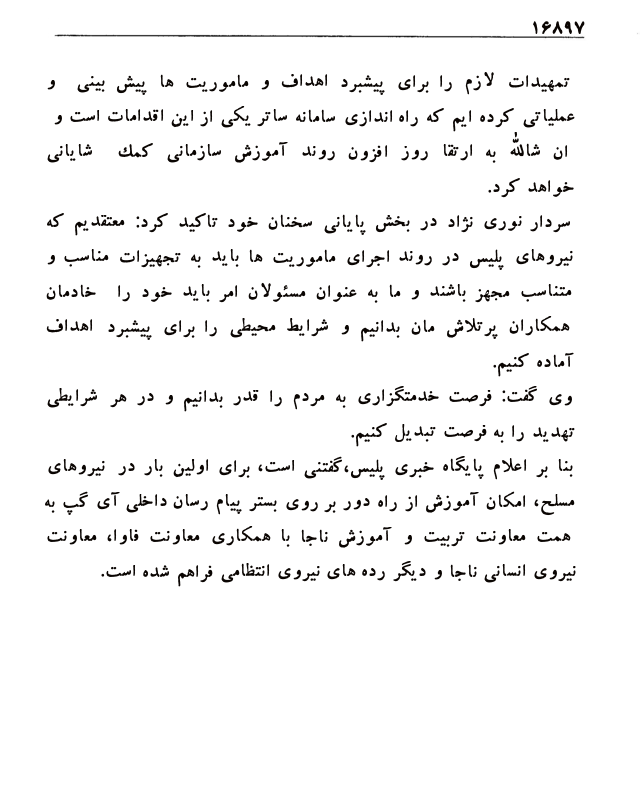 ۱۶۸۹۷
تمهیدات لازم را برای پیشبرد اهداف و ماموریت ها پیش بینی و
عملیاتی کرده ایم که راه اندازی سامانه ساتر یکی از این اقدامات است و
ان شالله به ارتقا روز افزون روند آموزش سازمانی کمك شایانی
خواهد کرد.
سردار نوری نژاد در بخش پایانی سخنان خود تاکید کرد: معتقدیم که
نیروهای پلیس در روند اجرای ماموریت ها باید به تجهیزات مناسب و
متناسب مجهز باشند و ما به عنوان مسئولان امر باید خود را خادمان
همکاران پرتلاش مان بدانیم و شرایط محیطی را برای پیشبرد اهداف
آماده کنیم.
وی گفت: فرصت خدمتگزاری به مردم را قدر بدانیم و در هر شرایطی
تهدید را به فرصت تبدیل کنیم.
بنا بر اعلام پایگاه خبری پلیس،گفتنی است، برای اولین بار در نیروهای
مسلح، امکان آموزش از راه دور بر روی بستر پیام رسان داخلی آی گپ به
همت معاونت تربیت و آموزش ناجا با همکاری معاونت فاوا، معاونت
نیروی انسانی ناجا و دیگر رده های نیروی انتظامی فراهم شده است.